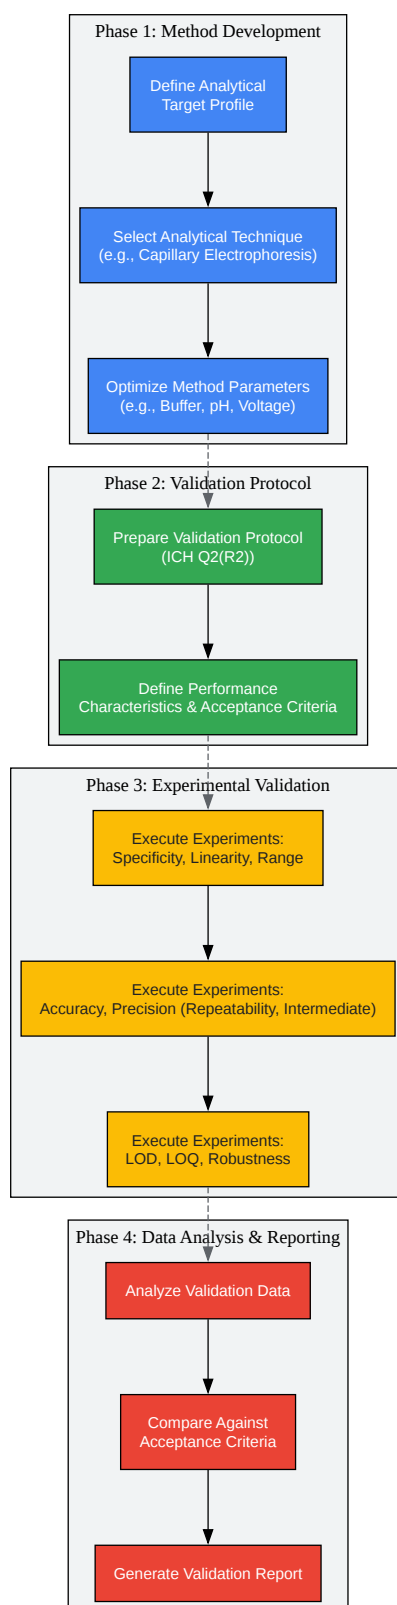 Phase 1: Method Development
Define Analytical
Target Profile
Select Analytical Technique
(e.g., Capillary Electrophoresis)
Optimize Method Parameters
(e.g., Buffer, pH, Voltage)
Phase 2: Validation Protocol
Prepare Validation Protocol
(ICH Q2(R2))
Define Performance
Characteristics & Acceptance Criteria
Phase 3: Experimental Validation
Execute Experiments:
Specificity, Linearity, Range
Execute Experiments:
Accuracy, Precision (Repeatability, Intermediate)
Execute Experiments:
LOD, LOQ, Robustness
Phase 4: Data Analysis & Reporting
Analyze Validation Data
Compare Against
Acceptance Criteria
Generate Validation Report